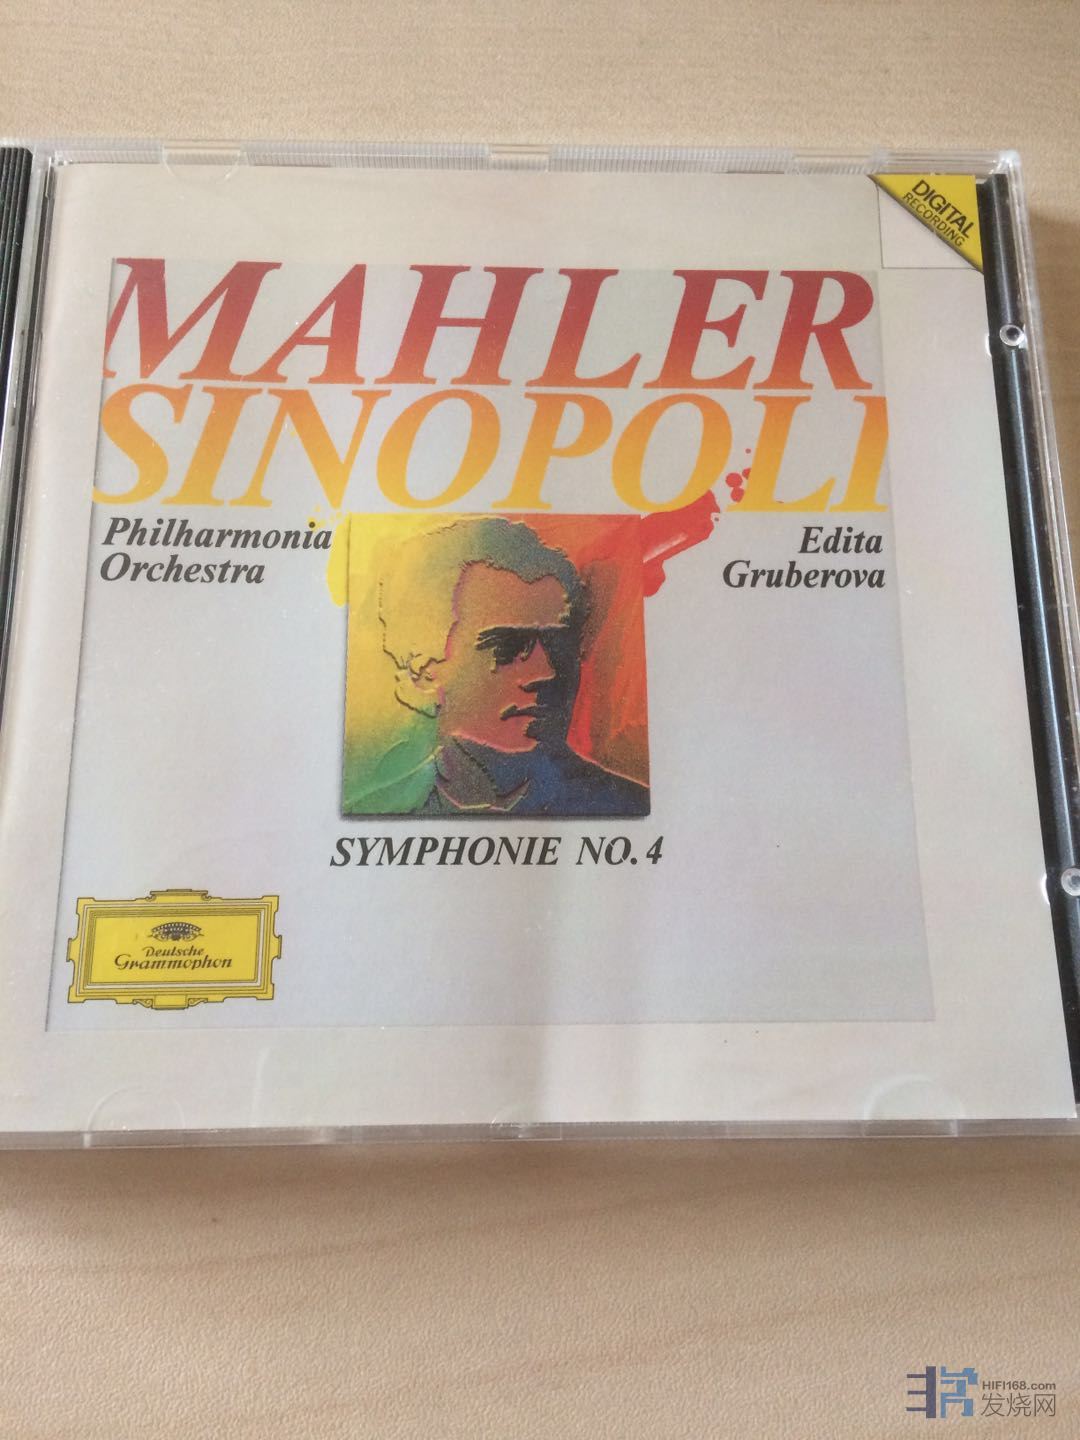 DIGITAL
RECORDING
MAHLER
SINOPOLI
Philharmonia
Orchestra
Edita
Gruberova
SYMPHONIE NO. 4
Deutsche
Grammophon
HIFI168.com
发烧网